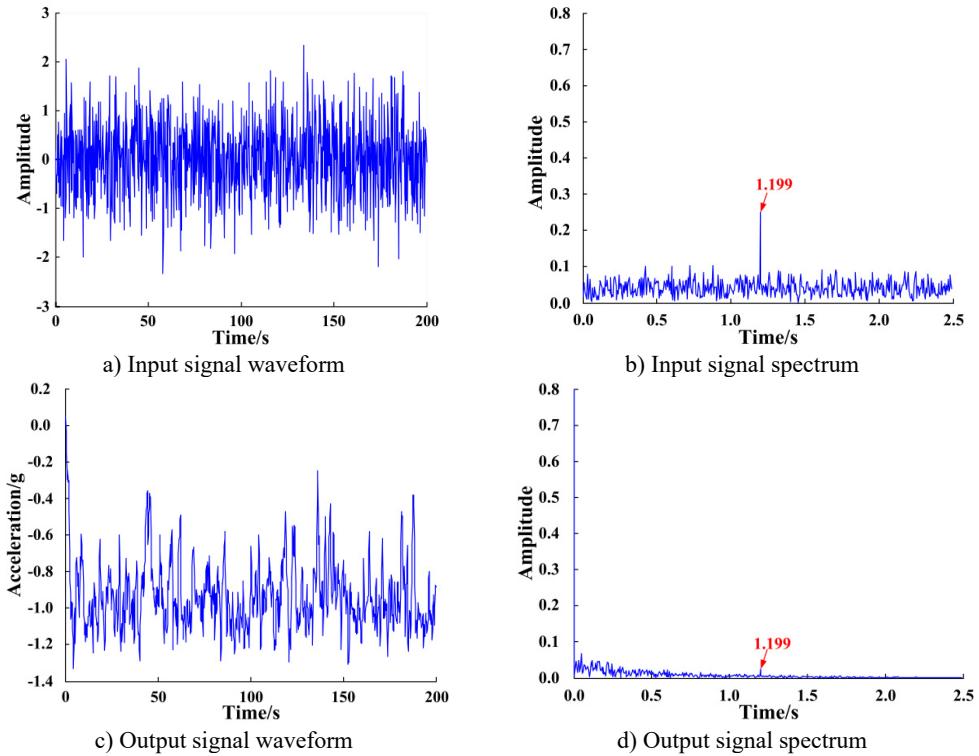 3
2
1
0
-1
-2
-3
Amplitude
0 50 100 150 200
Time/s
a) Input signal waveform
0.8
0.7
0.6
0.5
0.4
0.3
0.2
0.1
0.0
Amplitude
1.199
0.0 0.5 1.0 1.5 2.0 2.5
Time/s
b) Input signal spectrum
0.2
0.0
-0.2
-0.4
-0.6
-0.8
-1.0
-1.2
-1.4
Acceleration/g
0 50 100 150 200
Time/s
c) Output signal waveform
0.8
0.7
0.6
0.5
0.4
0.3
0.2
0.1
0.0
Amplitude
1.199
0.0 0.5 1.0 1.5 2.0 2.5
Time/s
d) Output signal spectrum